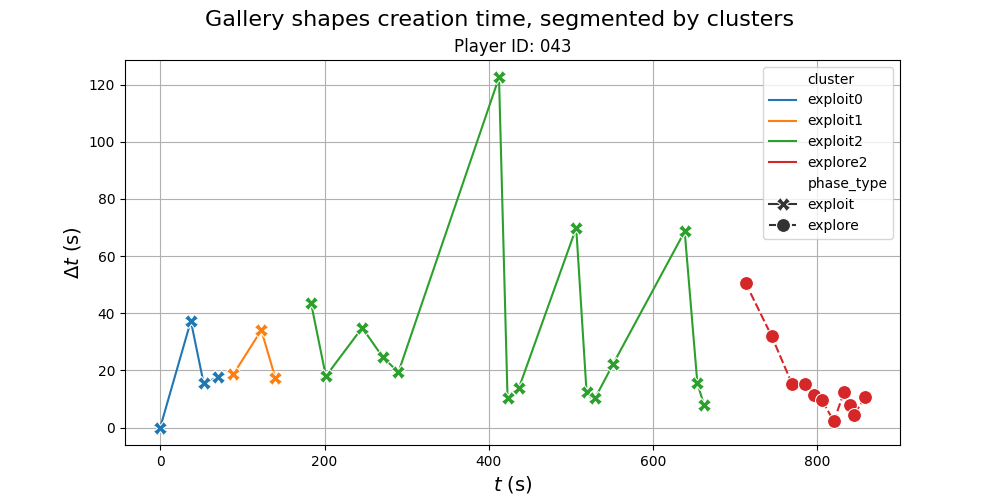 Gallery shapes creation time, segmented by clusters
Player ID: 043
120
100
80
60
40
20
0
Δt (s)
0 200 400 600 800
t (s)
cluster
exploit0
exploit1
exploit2
explore2
phase_type
exploit
explore